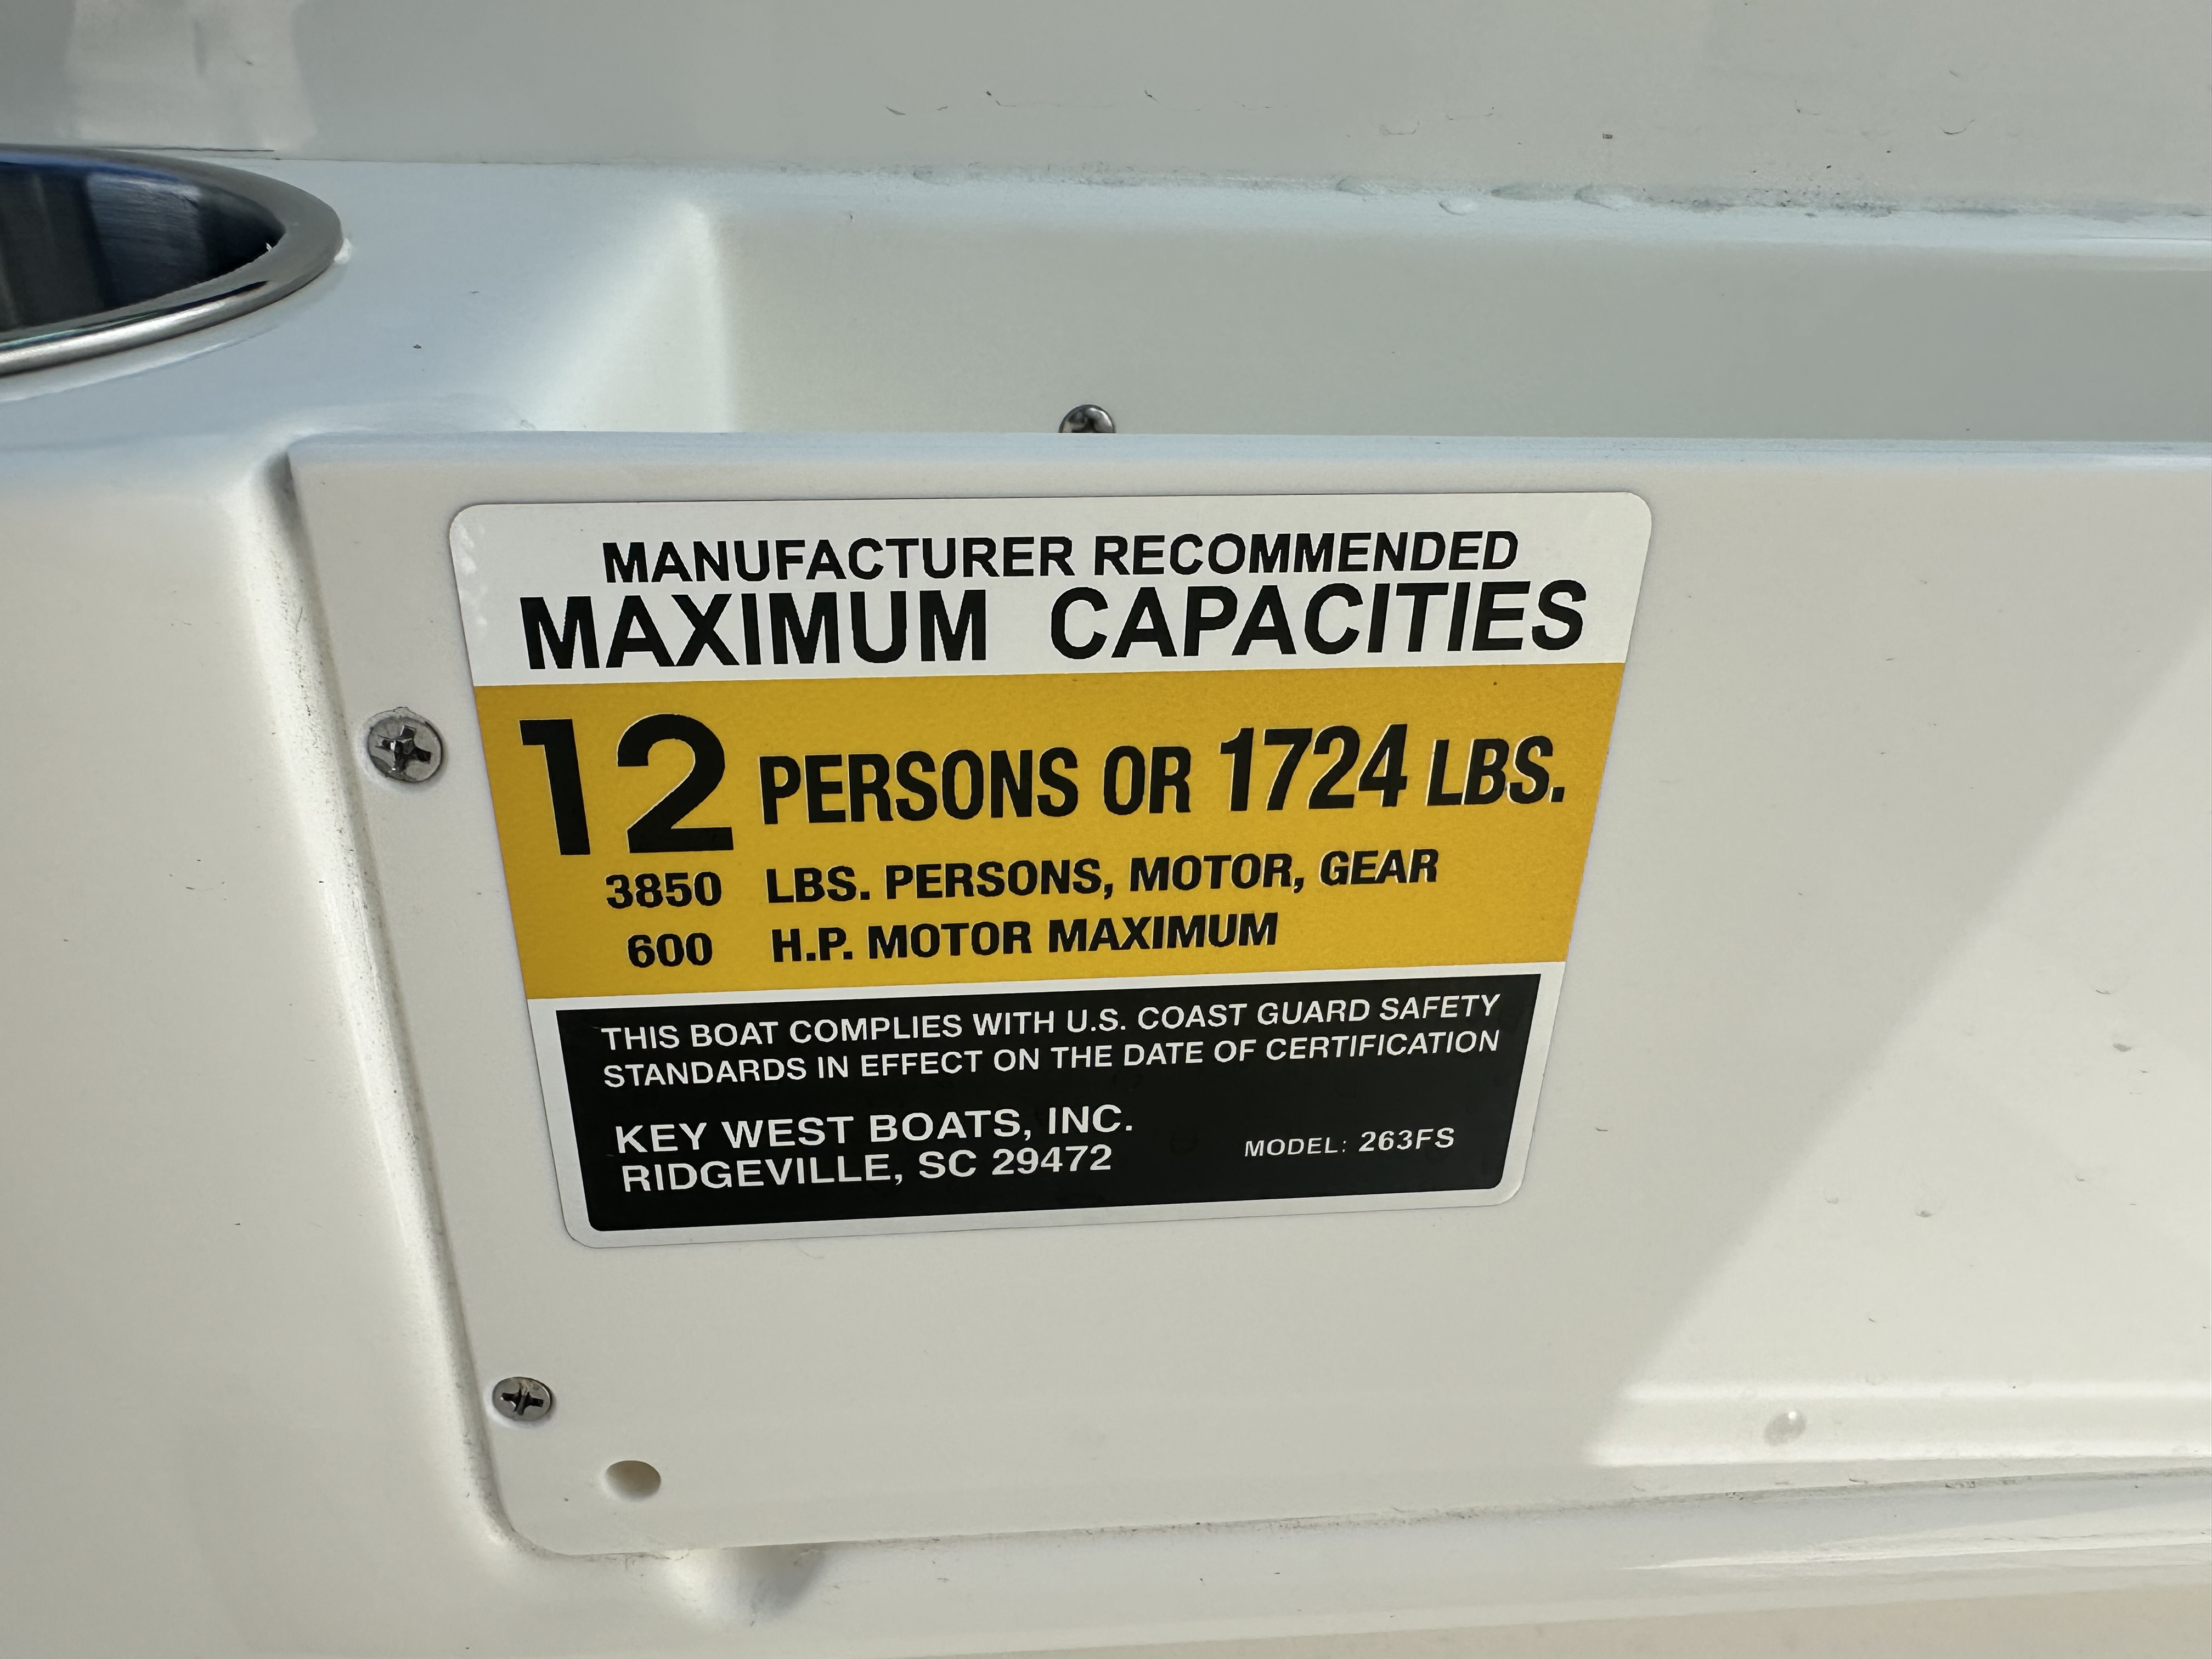 MANUFACTURER RECOMMENDED
MAXIMUM CAPACITIES
12 PERSONS OR 1724 LBS.
3850 LBS. PERSONS, MOTOR, GEAR
600 H.P. MOTOR MAXIMUM
THIS BOAT COMPLIES WITH U.S. COAST GUARD SAFETY
STANDARDS IN EFFECT ON THE DATE OF CERTIFICATION
KEY WEST BOATS, INC.
RIDGEVILLE, SC 29472
MODEL: 263FS